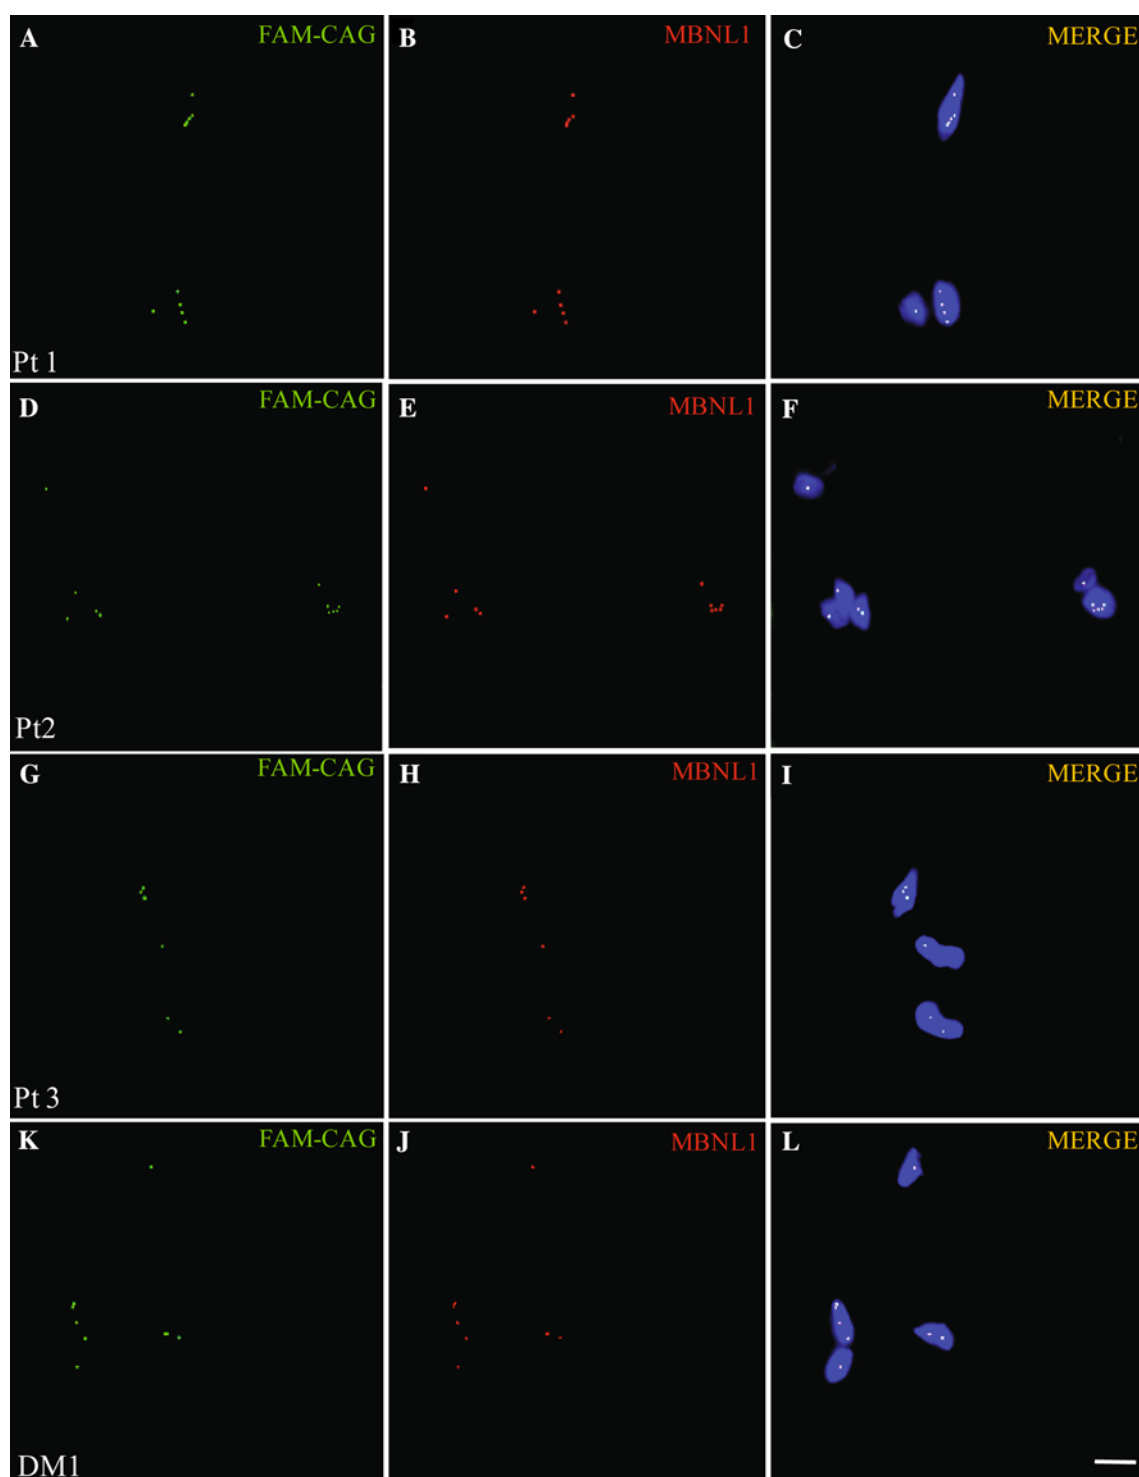 A FAM-CAG B MBNL1 C MERGE
Pt 1
D FAM-CAG E MBNL1 F MERGE
Pt2
G FAM-CAG H MBNL1 I MERGE
Pt 3
K FAM-CAG J MBNL1 L MERGE
DM1